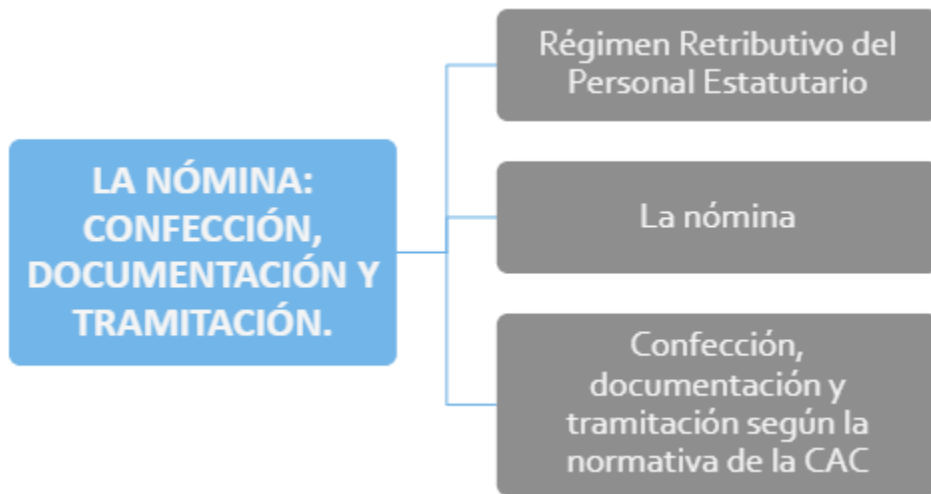 LA NÓMINA:
CONFECCIÓN,
DOCUMENTACIÓN Y
TRAMITACIÓN.
Régimen Retributivo del
Personal Estatutario
La nómina
Confección,
documentación y
tramitación según la
normativa de la CAC